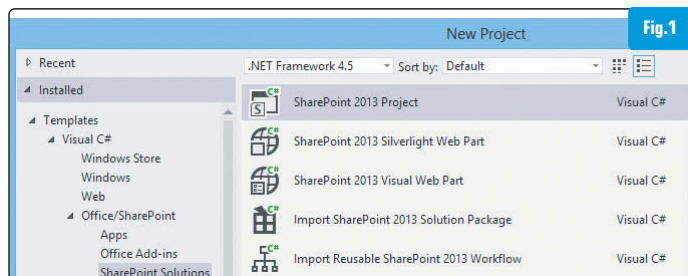 Fig.1
New Project
Recent
.NET Framework 4.5 Sort by: Default
Installed
Templates
Visual C#
Windows Store
Windows
Web
Office/SharePoint
Apps
Office Add-ins
SharePoint Solutions
C# SharePoint 2013 Project Visual C#
C# SharePoint 2013 Silverlight Web Part Visual C#
C# SharePoint 2013 Visual Web Part Visual C#
C# Import SharePoint 2013 Solution Package Visual C#
C# Import Reusable SharePoint 2013 Workflow Visual C#